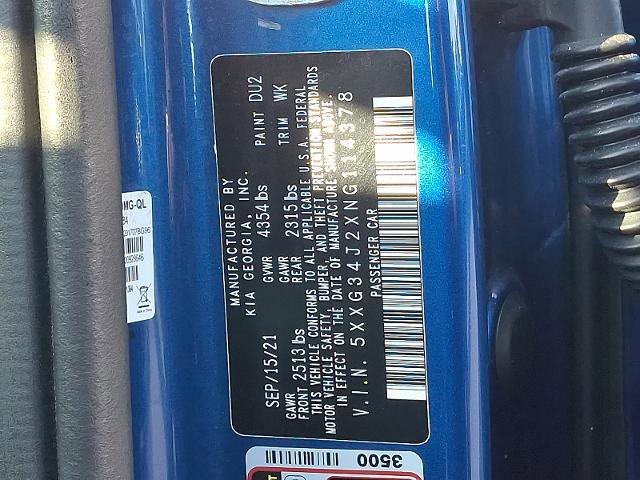 MANUFACTURED BY
KIA GEORGIA, INC.
SEP/15/21 GVWR 4354 lbs PAINT DU2
GAWR FRONT 2513 lbs GAWR REAR 2315 lbs TRIM WK
THIS VEHICLE CONFORMS TO ALL APPLICABLE U.S.A. FEDERAL
MOTOR VEHICLE SAFETY, BUMPER, AND THEFT PREVENTION STANDARDS
IN EFFECT ON THE DATE OF MANUFACTURE SHOWN ABOVE.
V.I.N. 5XXG34J2XNG114378
PASSENGER CAR
MG-QL
3500